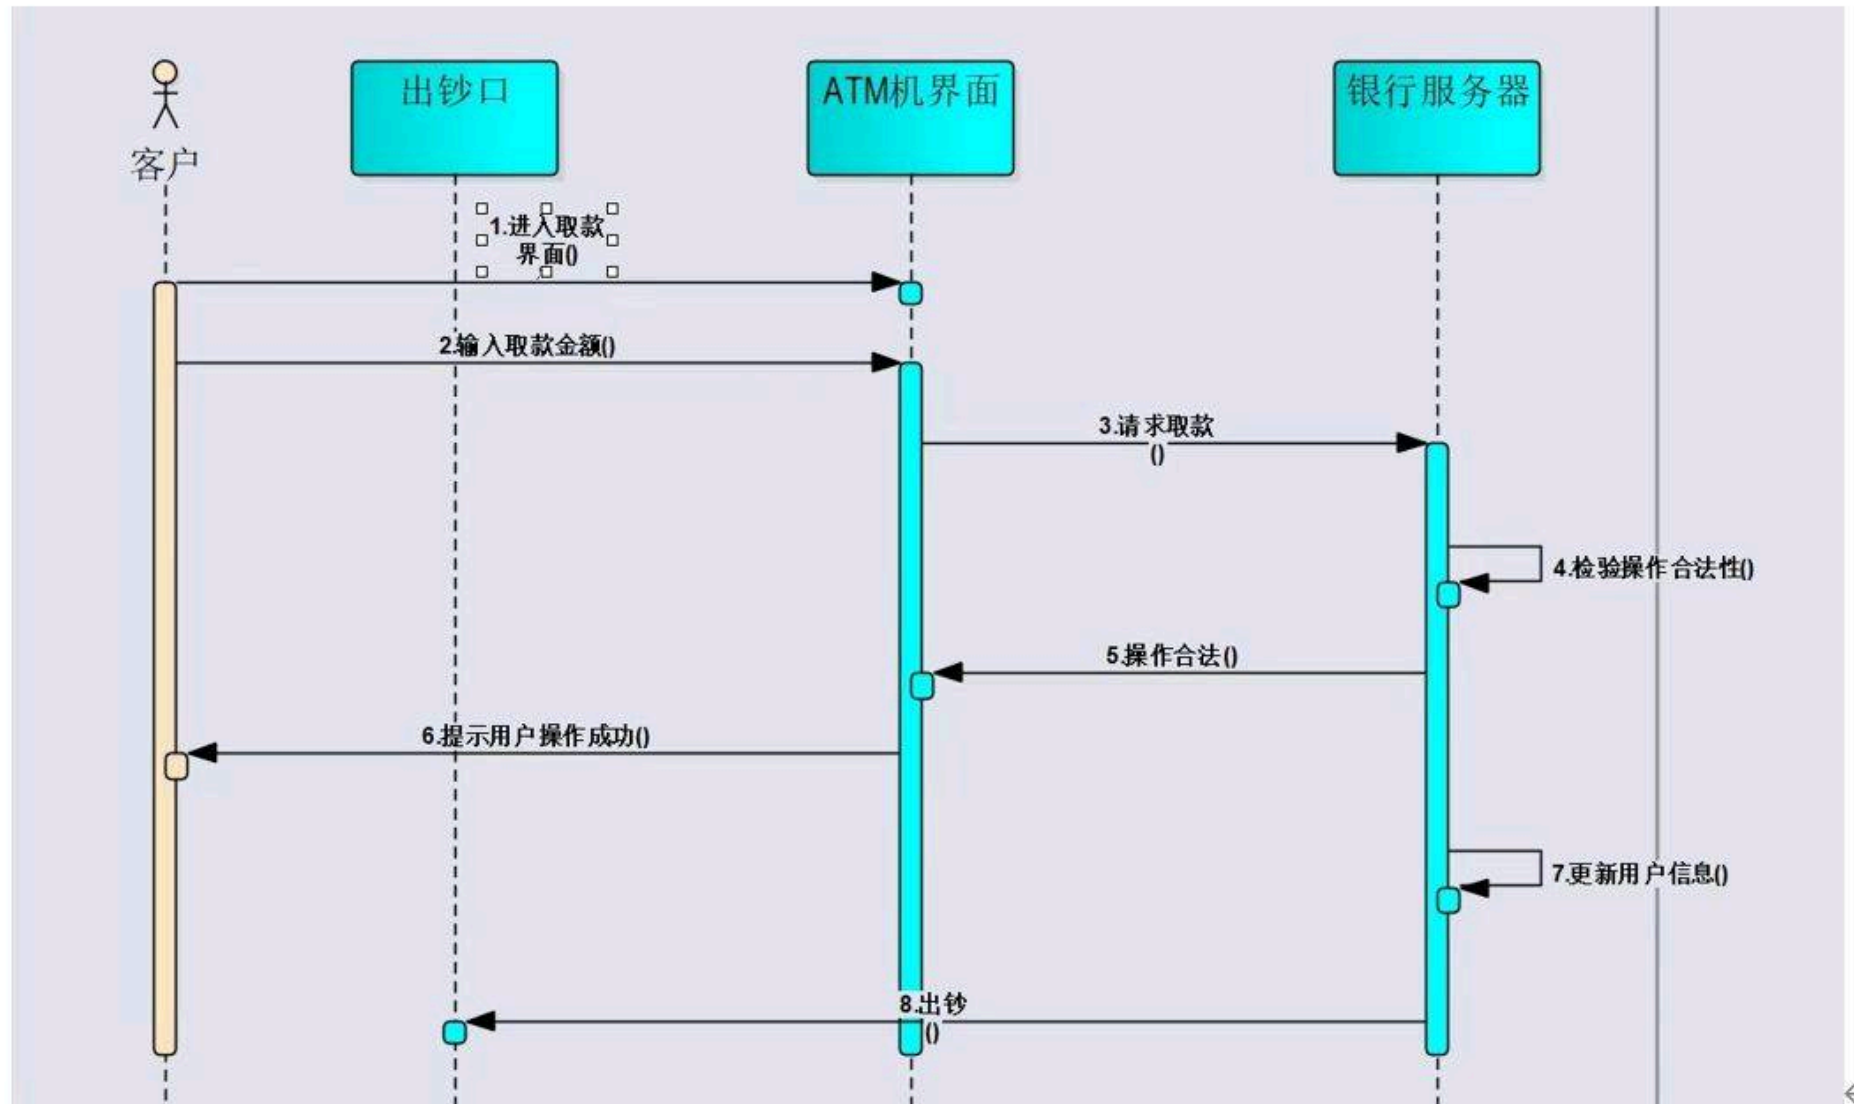 客户
出钞口
ATM机界面
银行服务器
1.进入取款
界面()
2.输入取款金额()
3.请求取款
()
4.检验操作合法性()
5.操作合法()
6.提示用户操作成功()
7.更新用户信息()
8.出钞
()